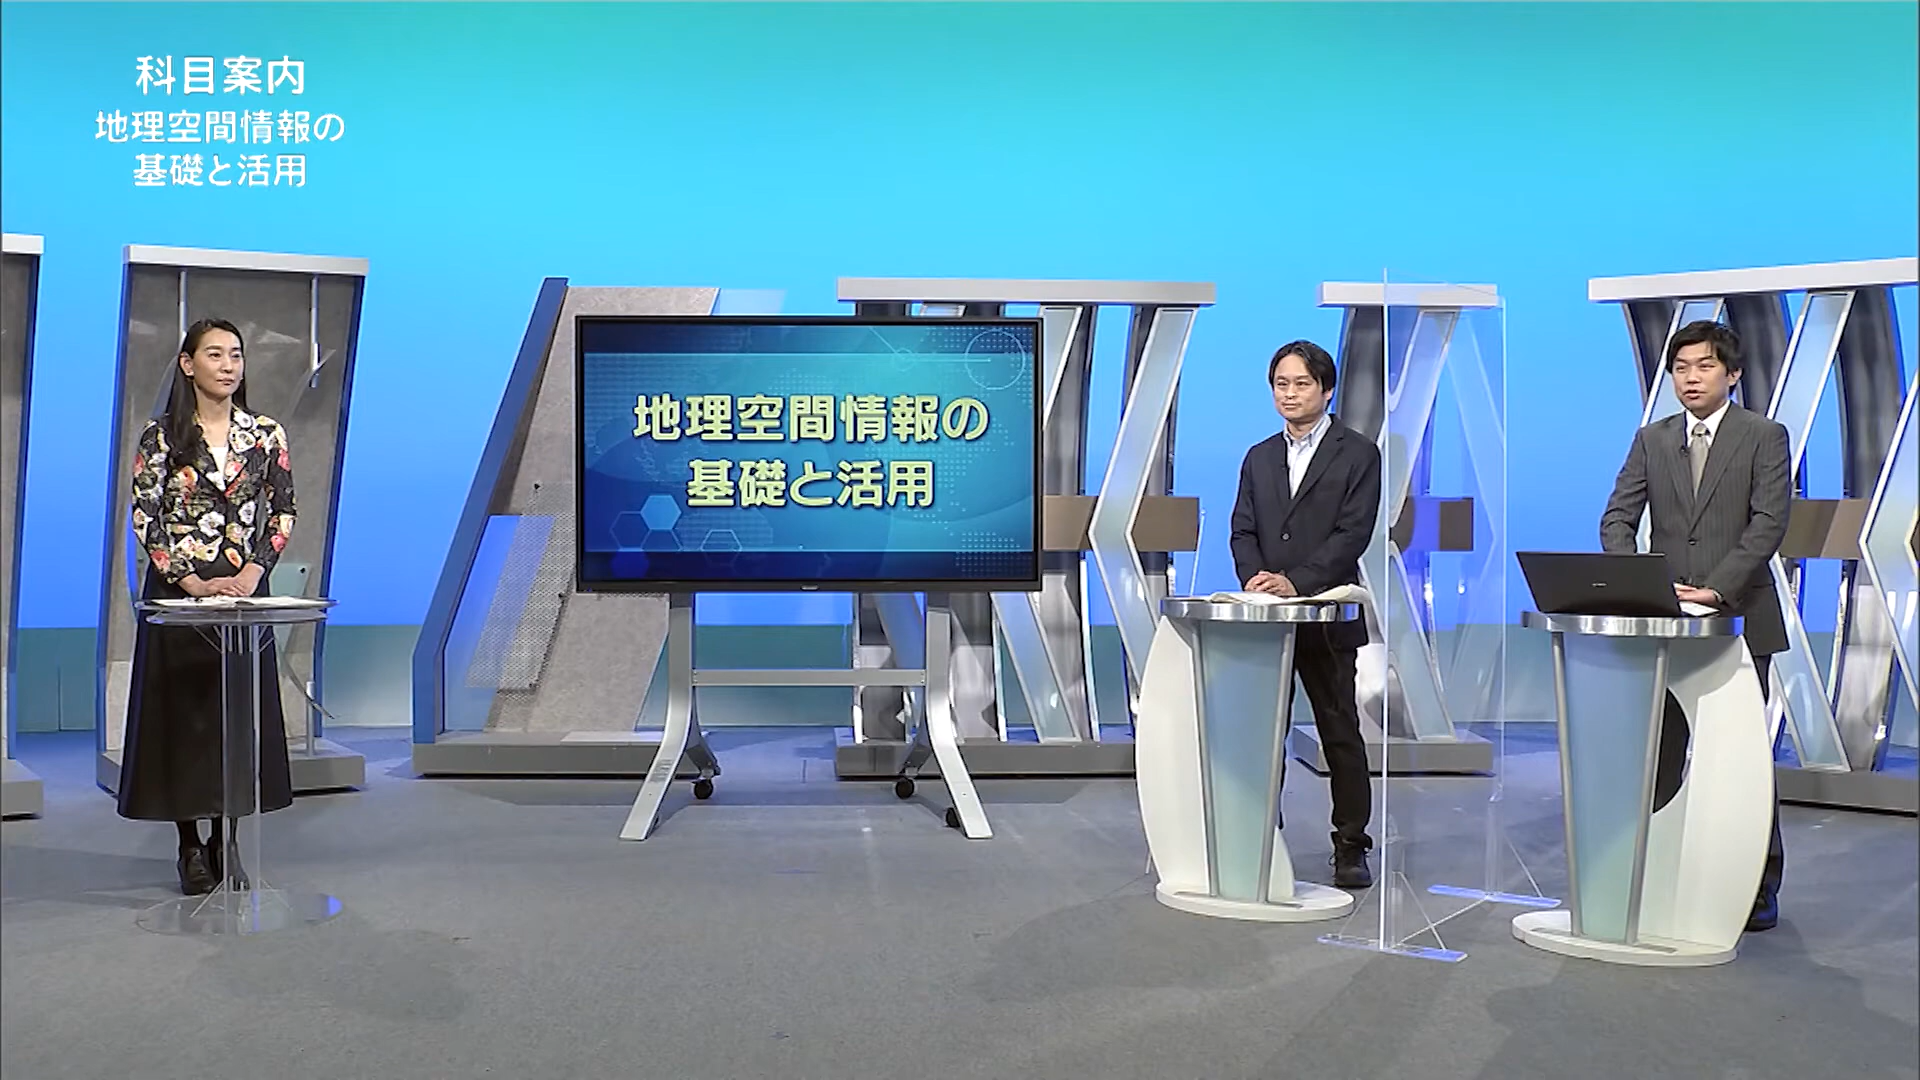 科目案内
地理空間情報の
基礎と活用
地理空間情報の
基礎と活用